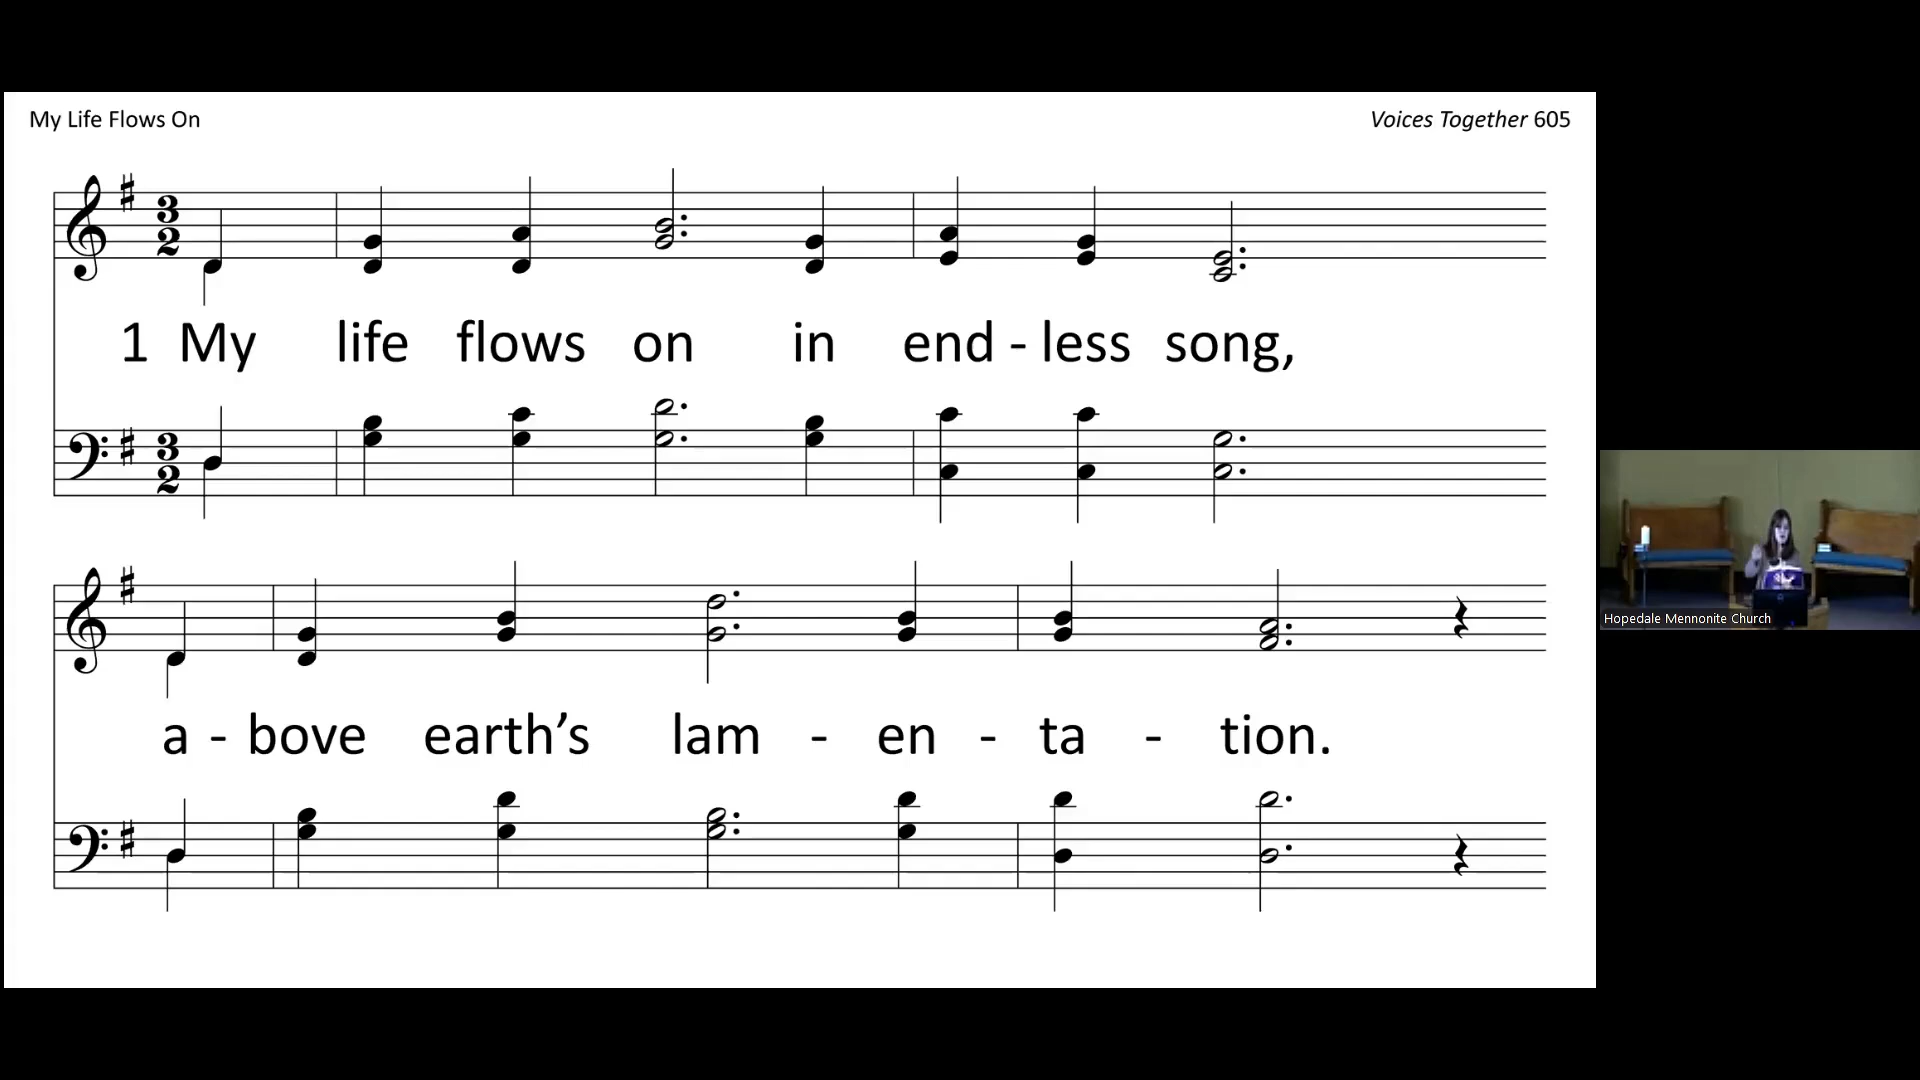 My Life Flows On
Voices Together 605
1 My life flows on in end - less song,
a - bove earth’s lam - en - ta - tion.
Hopedale Mennonite Church